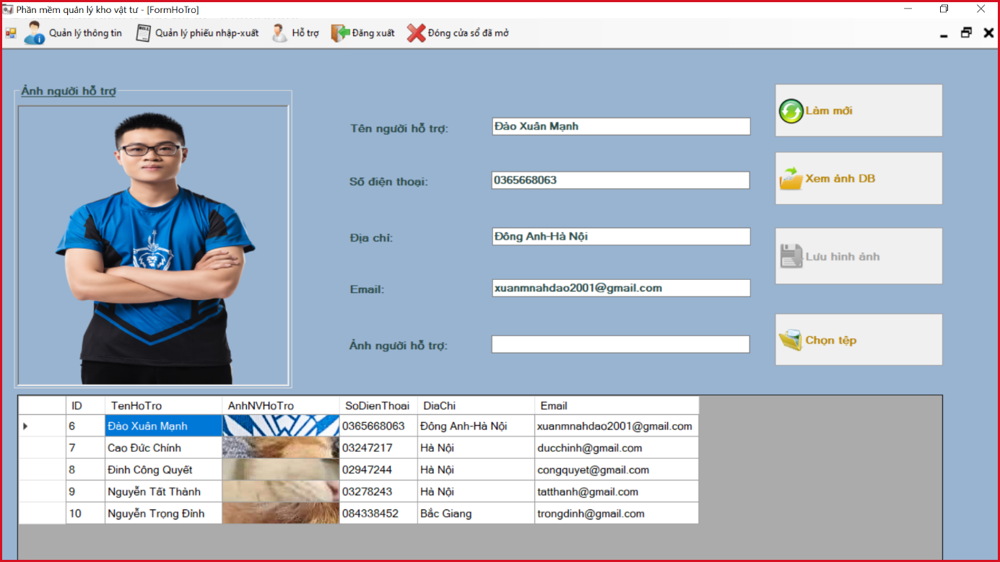 Phần mềm quản lý kho vật tư - [FormHoTro]
Quản lý thông tin Quản lý phiếu nhập-xuất Hỗ trợ Đăng xuất Đóng cửa sổ đã mở
Ảnh người hỗ trợ
Tên người hỗ trợ: Đào Xuân Mạnh
Số điện thoại: 0365668063
Địa chỉ: Đông Anh-Hà Nội
Email: xuanmnahdao2001@gmail.com
Ảnh người hỗ trợ:
Làm mới
Xem ảnh DB
Lưu hình ảnh
Chọn tệp
ID TenHoTro AnhNVHoTro SoDienThoai DiaChi Email
6 Đào Xuân Mạnh 0365668063 Đông Anh-Hà Nội xuanmnahdao2001@gmail.com
7 Cao Đức Chính 03247217 Hà Nội ducchinh@gmail.com
8 Đinh Công Quyết 02947244 Hà Nội congquyet@gmail.com
9 Nguyễn Tất Thành 03278243 Hà Nội tatthanh@gmail.com
10 Nguyễn Trọng Đỉnh 084338452 Bắc Giang trongdinh@gmail.com